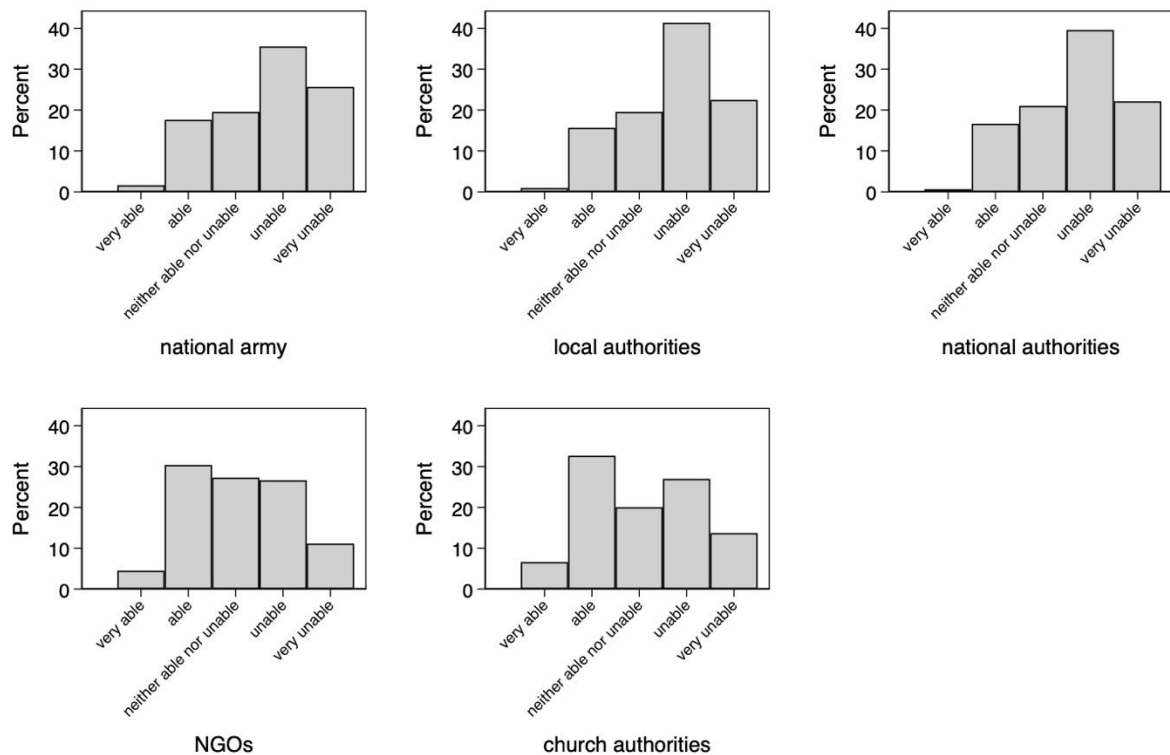 Percent
40
30
20
10
0
very able
able
neither able nor unable
unable
very unable
national army
Percent
40
30
20
10
0
very able
able
neither able nor unable
unable
very unable
local authorities
Percent
40
30
20
10
0
very able
able
neither able nor unable
unable
very unable
national authorities
Percent
40
30
20
10
0
very able
able
neither able nor unable
unable
very unable
NGOs
Percent
40
30
20
10
0
very able
able
neither able nor unable
unable
very unable
church authorities